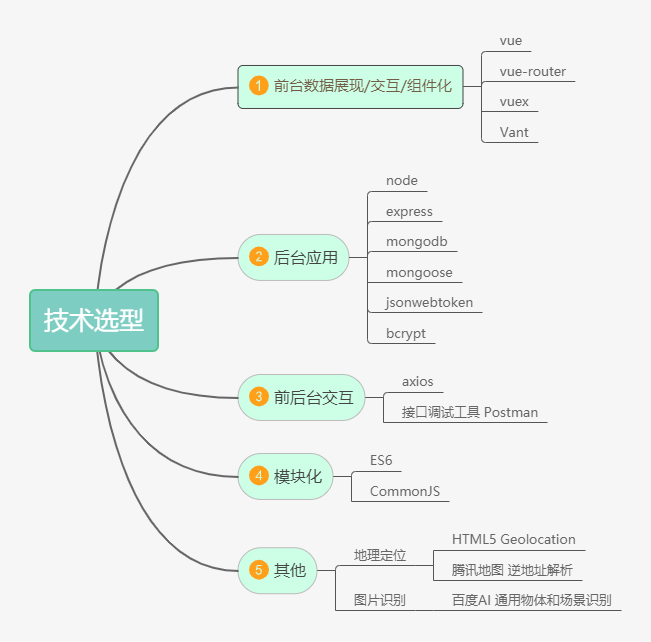 技术选型
1 前台数据展现/交互/组件化
vue
vue-router
vuex
Vant
2 后台应用
node
express
mongodb
mongoose
jsonwebtoken
bcrypt
3 前后台交互
axios
接口调试工具 Postman
4 模块化
ES6
CommonJS
5 其他
地理定位
HTML5 Geolocation
腾讯地图 逆地址解析
图片识别
百度AI 通用物体和场景识别